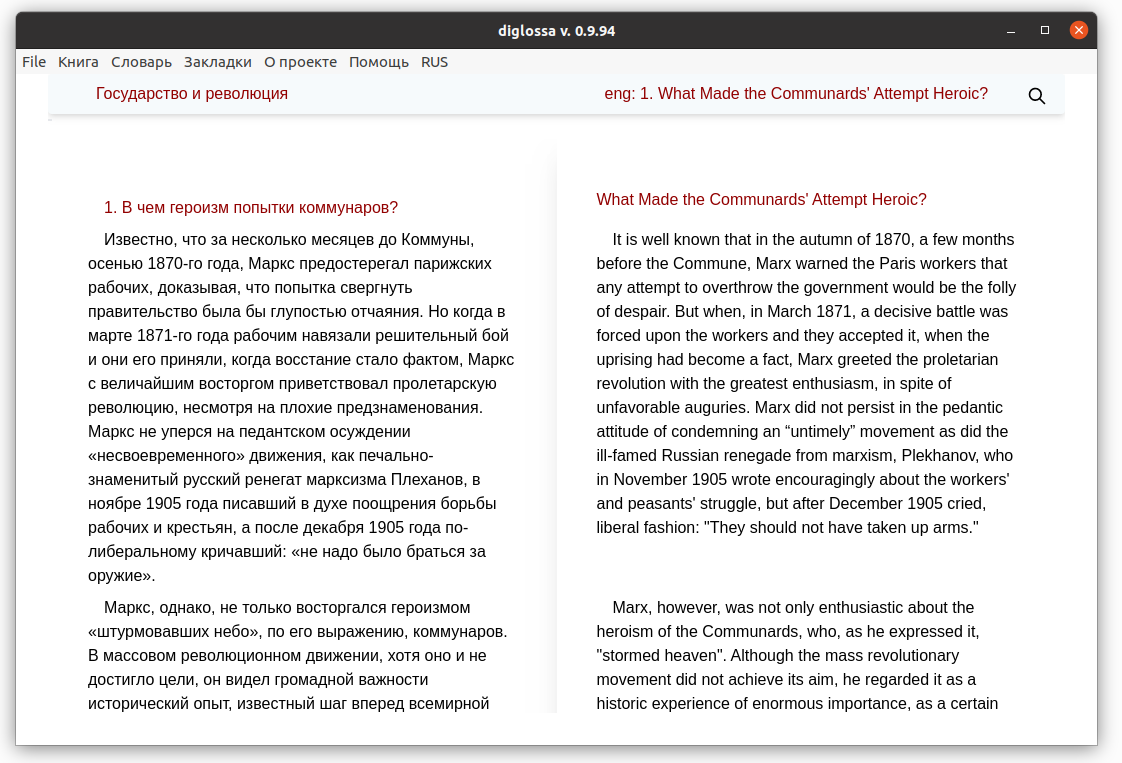 diglossa v. 0.9.94
File Книга Словарь Закладки О проекте Помощь RUS
Государство и революция
eng: 1. What Made the Communards' Attempt Heroic?
1. В чем героизм попытки коммунаров?
Известно, что за несколько месяцев до Коммуны,
осенью 1870-го года, Маркс предостерегал парижских
рабочих, доказывая, что попытка свергнуть
правительство была бы глупостью отчаяния. Но когда в
марте 1871-го года рабочим навязали решительный бой
и они его приняли, когда восстание стало фактом, Маркс
с величайшим восторгом приветствовал пролетарскую
революцию, несмотря на плохие предзнаменования.
Маркс не уперся на педантском осуждении
«несвоевременного» движения, как печально-
знаменитый русский ренегат марксизма Плеханов, в
ноябре 1905 года писавший в духе поощрения борьбы
рабочих и крестьян, а после декабря 1905 года по-
либеральному кричавший: «не надо было браться за
оружие».
Маркс, однако, не только восторгался героизмом
«штурмовавших небо», по его выражению, коммунаров.
В массовом революционном движении, хотя оно и не
достигло цели, он видел громадной важности
исторический опыт, известный шаг вперед всемирной
What Made the Communards' Attempt Heroic?
It is well known that in the autumn of 1870, a few months
before the Commune, Marx warned the Paris workers that
any attempt to overthrow the government would be the folly
of despair. But when, in March 1871, a decisive battle was
forced upon the workers and they accepted it, when the
uprising had become a fact, Marx greeted the proletarian
revolution with the greatest enthusiasm, in spite of
unfavorable auguries. Marx did not persist in the pedantic
attitude of condemning an “untimely” movement as did the
ill-famed Russian renegade from marxism, Plekhanov, who
in November 1905 wrote encouragingly about the workers'
and peasants' struggle, but after December 1905 cried,
liberal fashion: "They should not have taken up arms."
Marx, however, was not only enthusiastic about the
heroism of the Communards, who, as he expressed it,
"stormed heaven". Although the mass revolutionary
movement did not achieve its aim, he regarded it as a
historic experience of enormous importance, as a certain